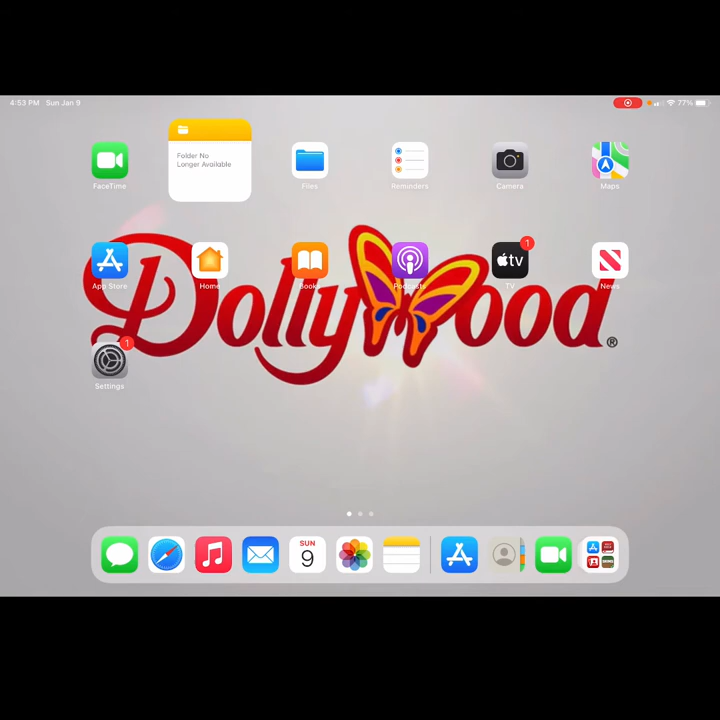 4:53 PM Sun Jan 9
77%
Folder No
Longer Available
FaceTime
Files
Reminders
Camera
Maps
1
App Store
Home
Books
Podcasts
tv
TV
News
Dollywood®
1
Settings
SUN
9